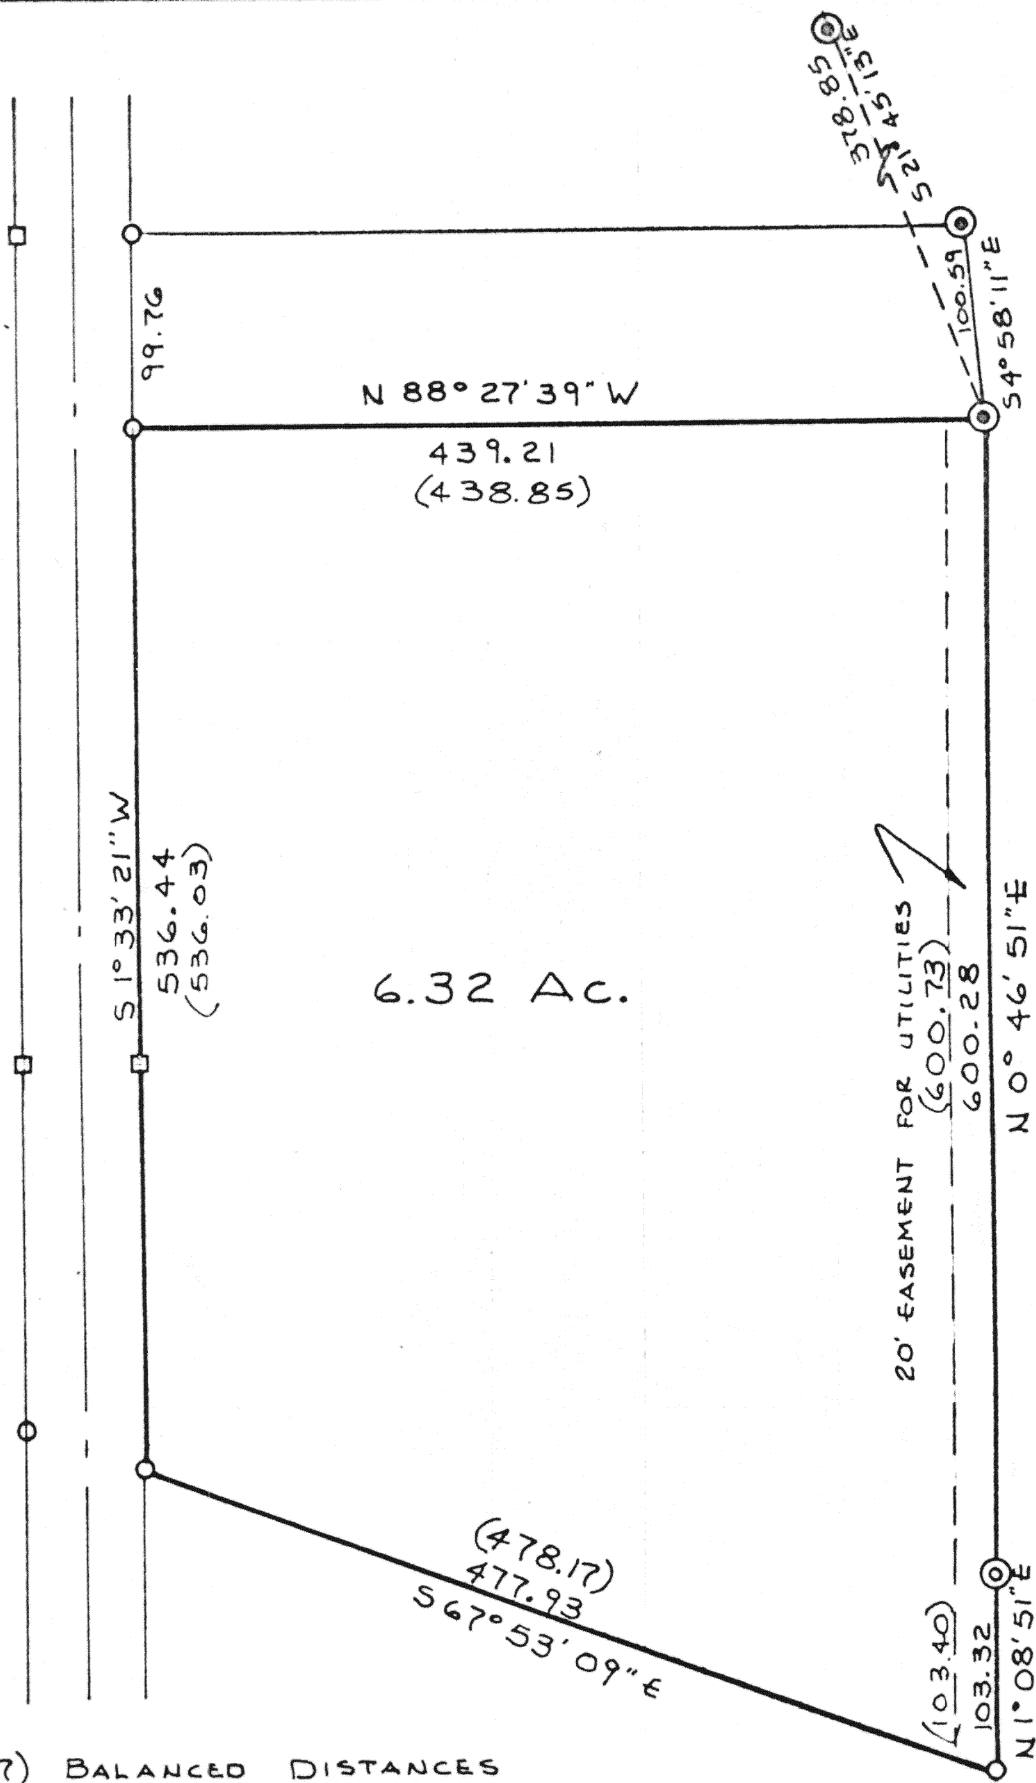 378.85
S 21° 45' 13" E
100.59
S 4° 58' 11" E
99.76
N 88° 27' 39" W
439.21
(438.85)
S 1° 33' 21" W
536.44
(536.03)
6.32 Ac.
20' EASEMENT FOR UTILITIES
(600.73)
600.28
N 0° 46' 51" E
(478.17)
477.93
S 67° 53' 09" E
(103.40)
103.32
N 1° 08' 51" E
7) BALANCED DISTANCES